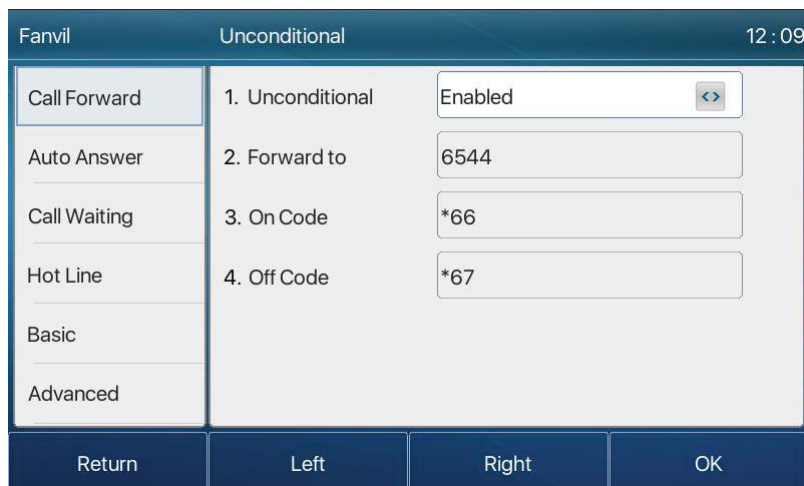 Fanvil Unconditional 12:09
Call Forward
Auto Answer
Call Waiting
Hot Line
Basic
Advanced
1. Unconditional Enabled
2. Forward to 6544
3. On Code *66
4. Off Code *67
Return Left Right OK